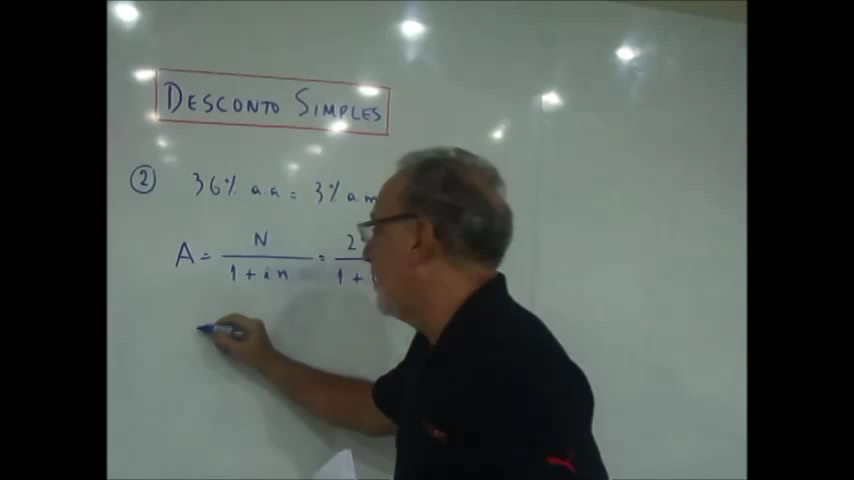 DESCONTO SIMPLES
② 36% a a = 3% a m
A = N / 1 + i n = 2 / 1 +